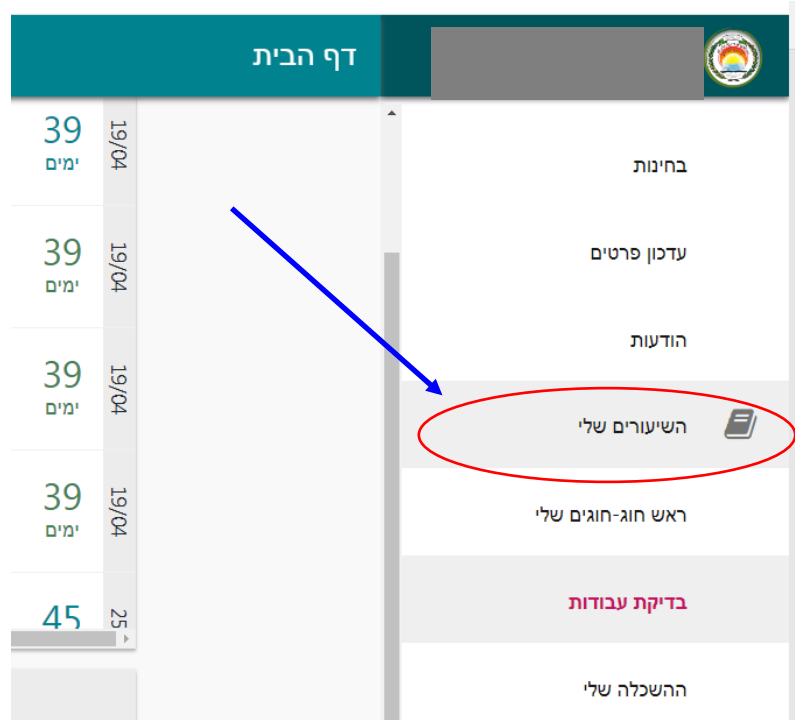 דף הבית
בחינות
עדכון פרטים
הודעות
השיעורים שלי
ראש חוג-חוגים שלי
בדיקת עבודות
ההשכלה שלי
19/04
39
ימים
19/04
39
ימים
19/04
39
ימים
19/04
39
ימים
25
45